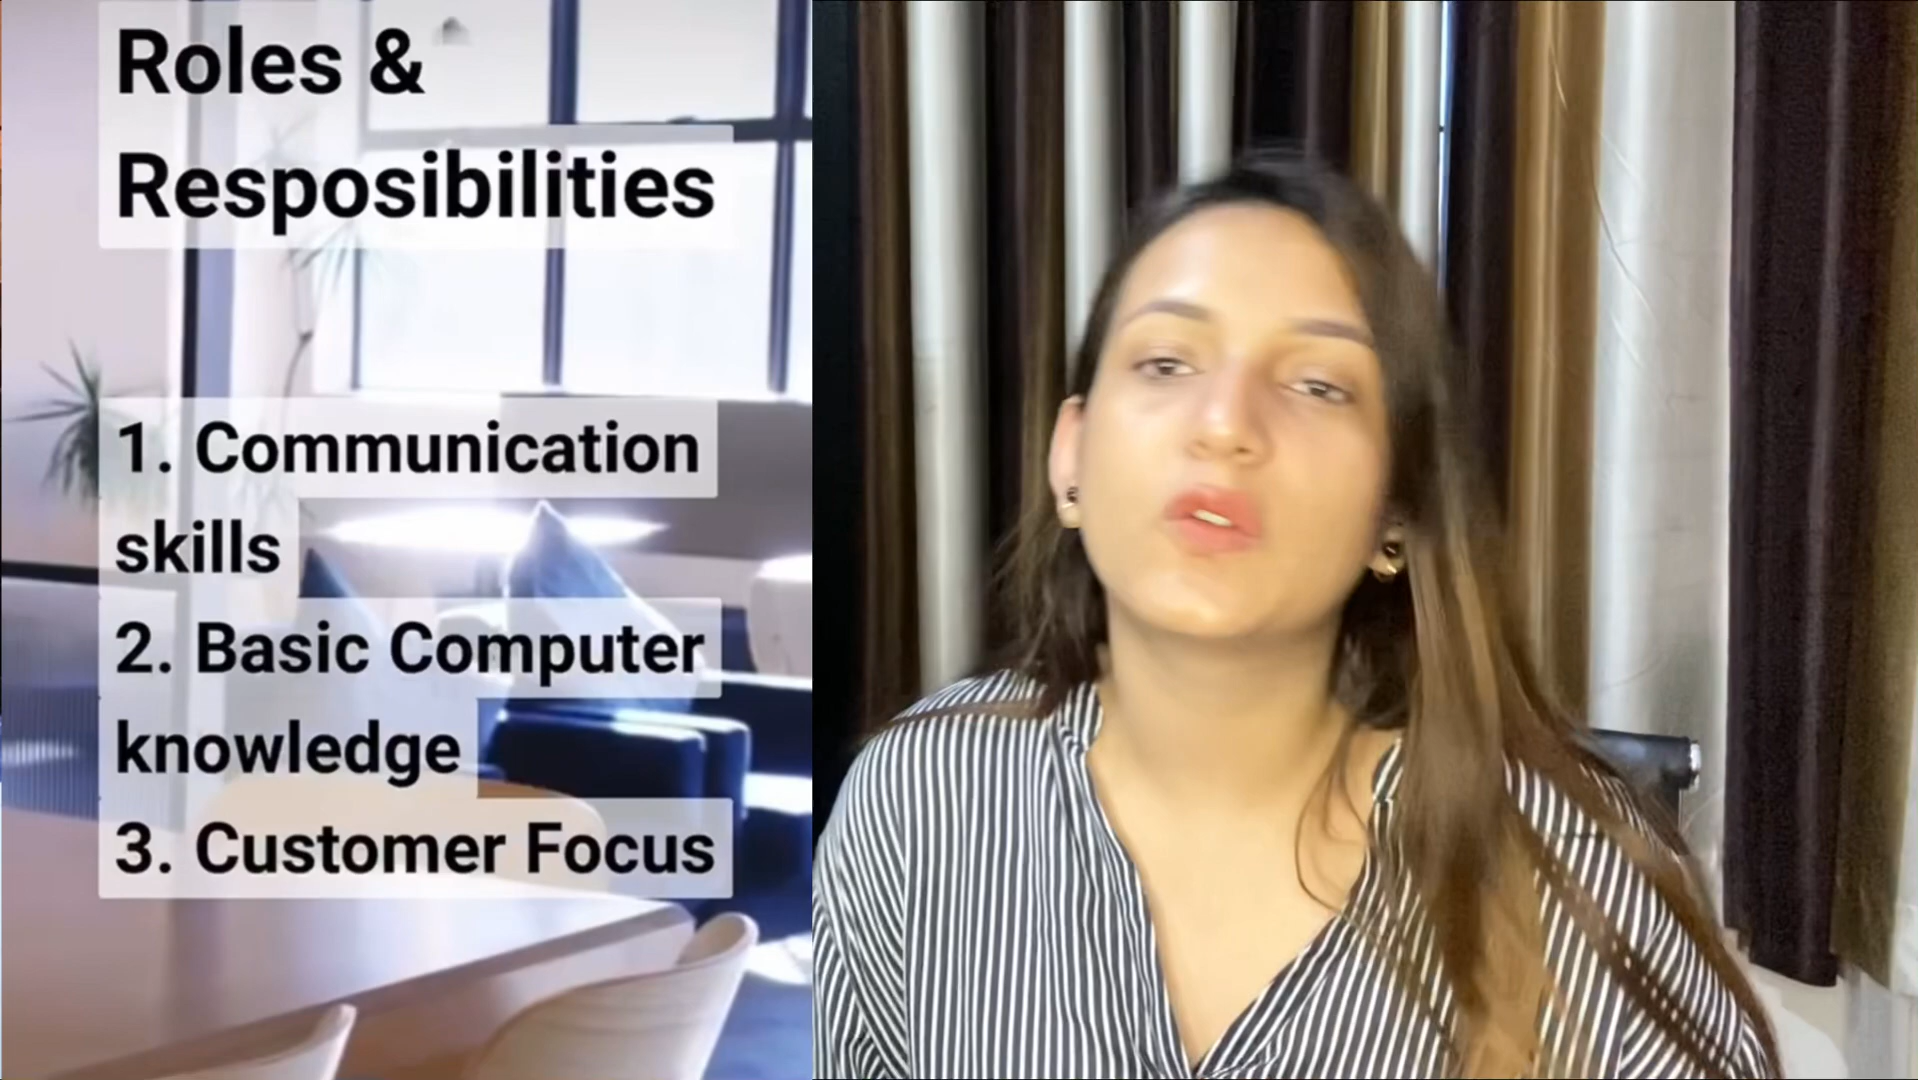 Roles &
Resposibilities
1. Communication
skills
2. Basic Computer
knowledge
3. Customer Focus